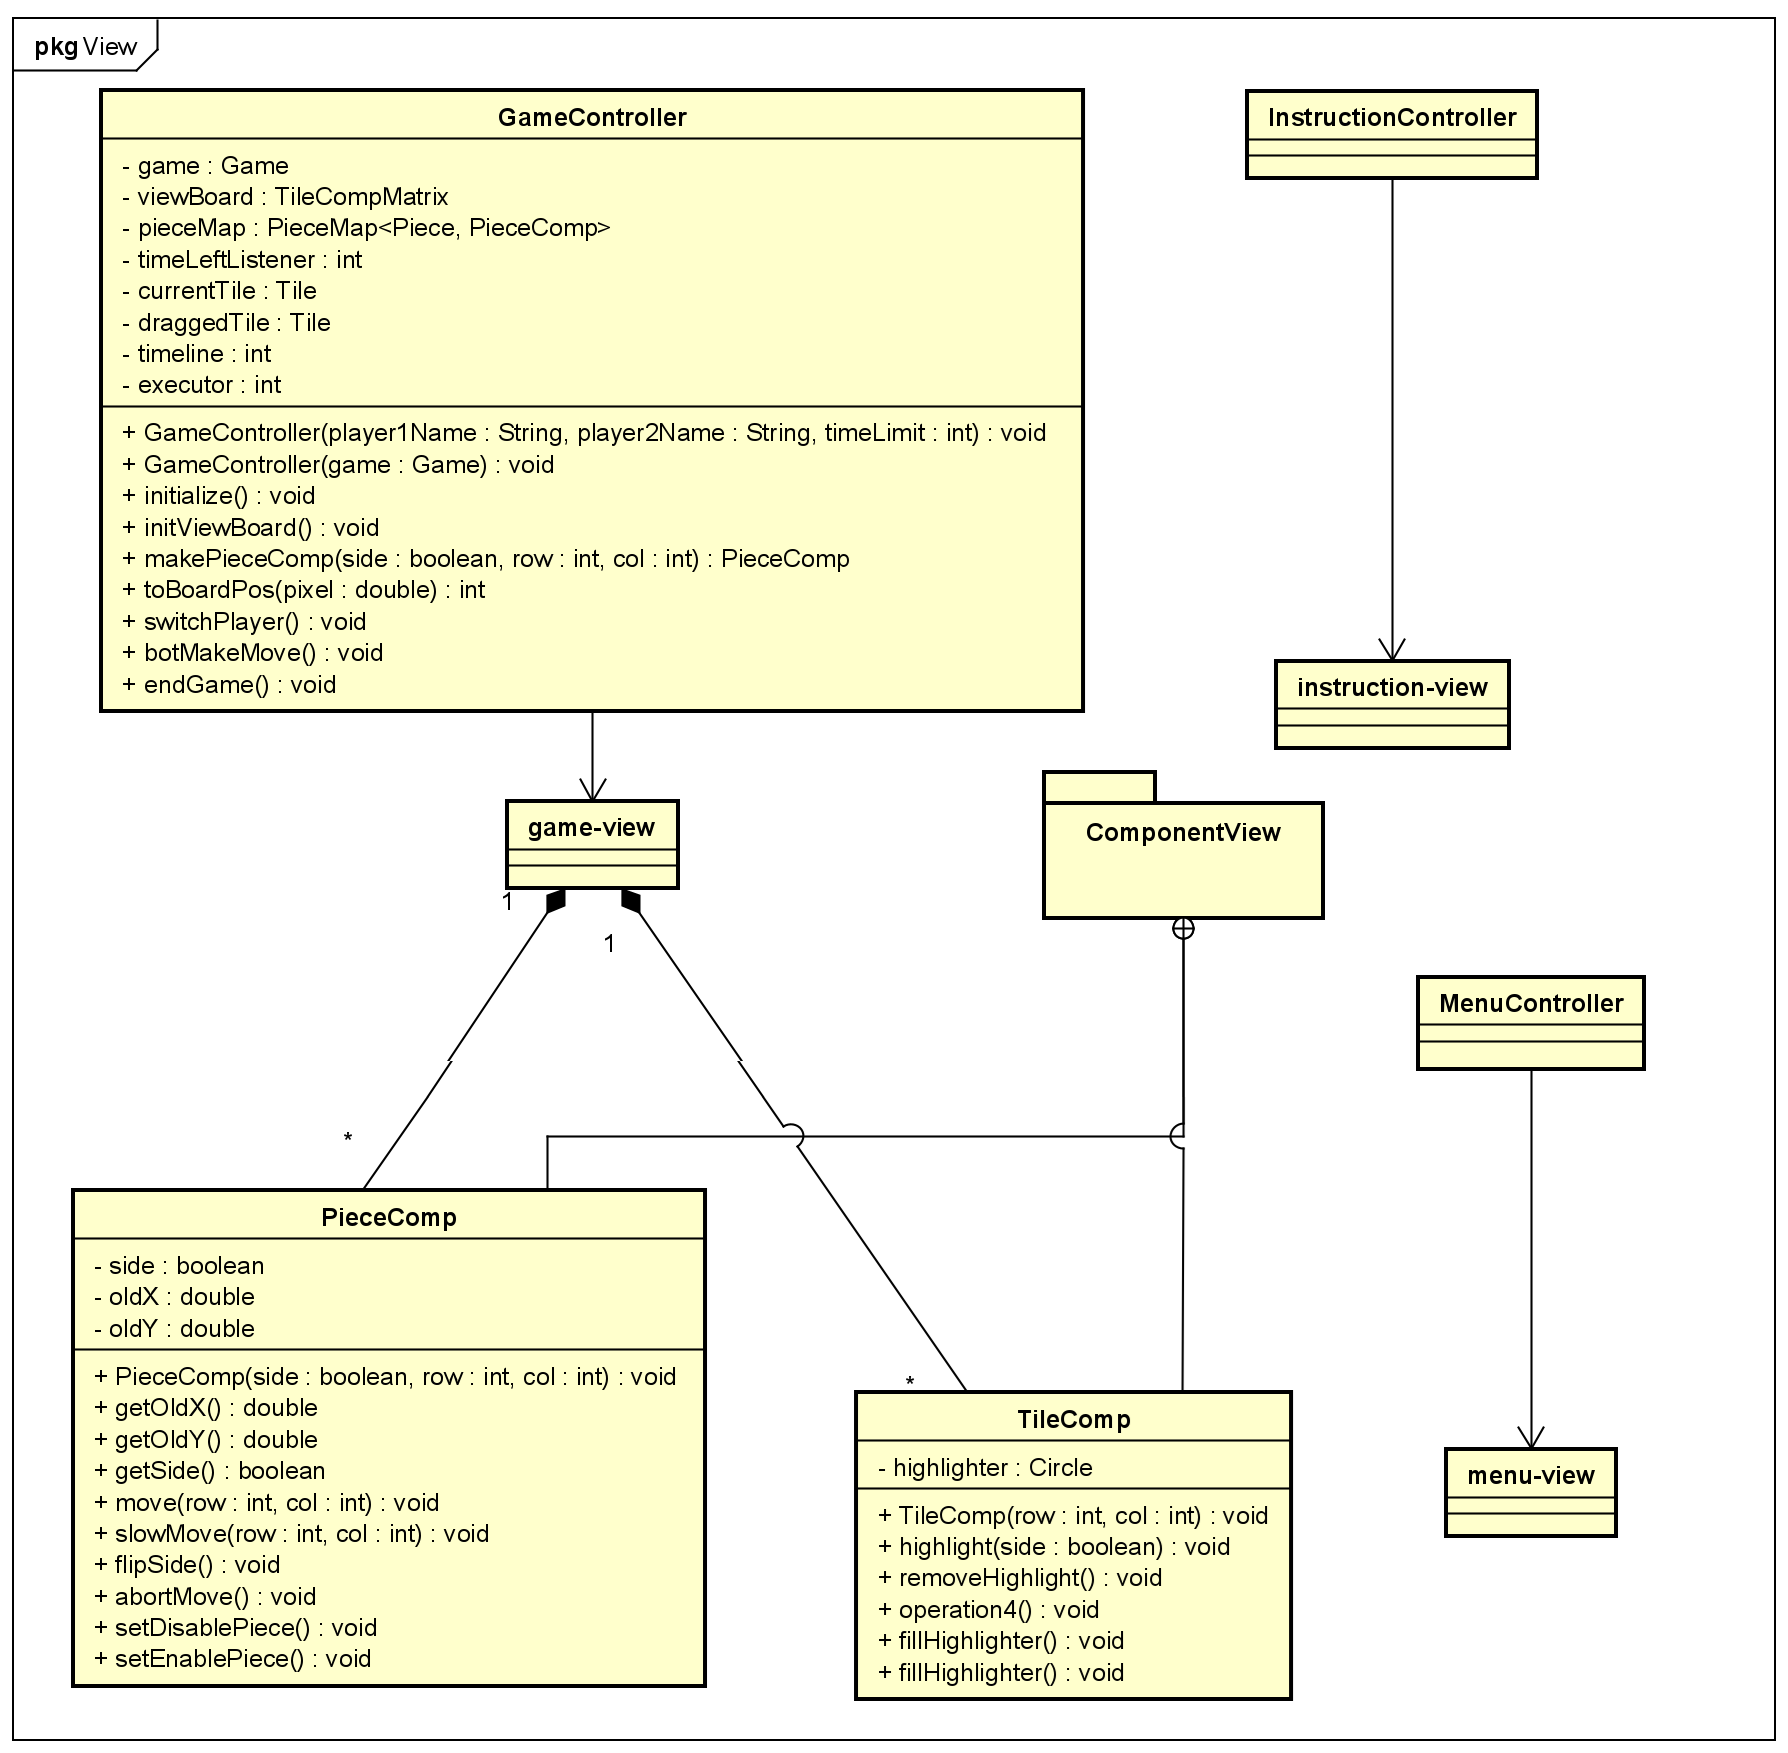 pkg View
GameController
- game : Game
- viewBoard : TileCompMatrix
- pieceMap : PieceMap<Piece, PieceComp>
- timeLeftListener : int
- currentTile : Tile
- draggedTile : Tile
- timeline : int
- executor : int
+ GameController(player1Name : String, player2Name : String, timeLimit : int) : void
+ GameController(game : Game) : void
+ initialize() : void
+ initViewBoard() : void
+ makePieceComp(side : boolean, row : int, col : int) : PieceComp
+ toBoardPos(pixel : double) : int
+ switchPlayer() : void
+ botMakeMove() : void
+ endGame() : void
InstructionController
instruction-view
game-view
1
1
*
*
ComponentView
MenuController
menu-view
PieceComp
- side : boolean
- oldX : double
- oldY : double
+ PieceComp(side : boolean, row : int, col : int) : void
+ getOldX() : double
+ getOldY() : double
+ getSide() : boolean
+ move(row : int, col : int) : void
+ slowMove(row : int, col : int) : void
+ flipSide() : void
+ abortMove() : void
+ setDisablePiece() : void
+ setEnablePiece() : void
TileComp
- highlighter : Circle
+ TileComp(row : int, col : int) : void
+ highlight(side : boolean) : void
+ removeHighlight() : void
+ operation4() : void
+ fillHighlighter() : void
+ fillHighlighter() : void